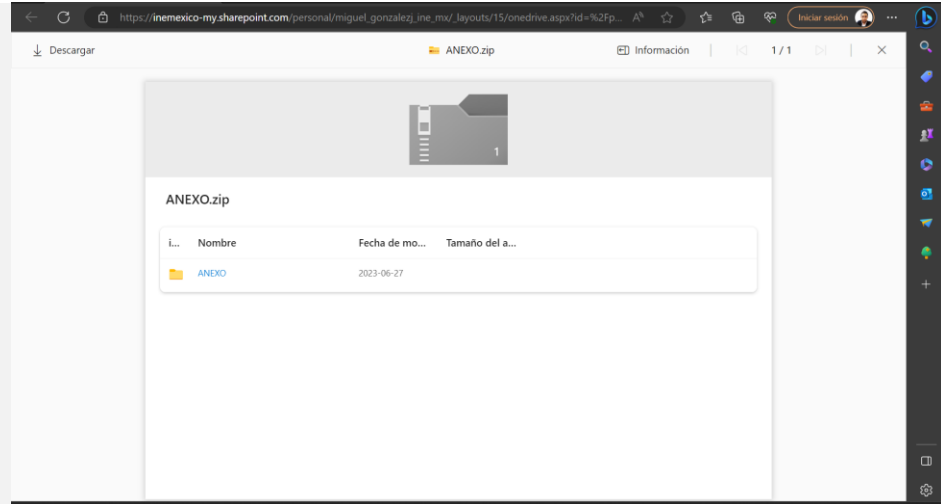 https://inemexico-my.sharepoint.com/personal/miguel_gonzalezj_ine_mx/_layouts/15/onedrive.aspx?id=%2Fp... A» Iniciar sesión
Descargar ANEXO.zip Información 1 / 1
1
ANEXO.zip
i... Nombre Fecha de mo... Tamaño del a...
ANEXO 2023-06-27